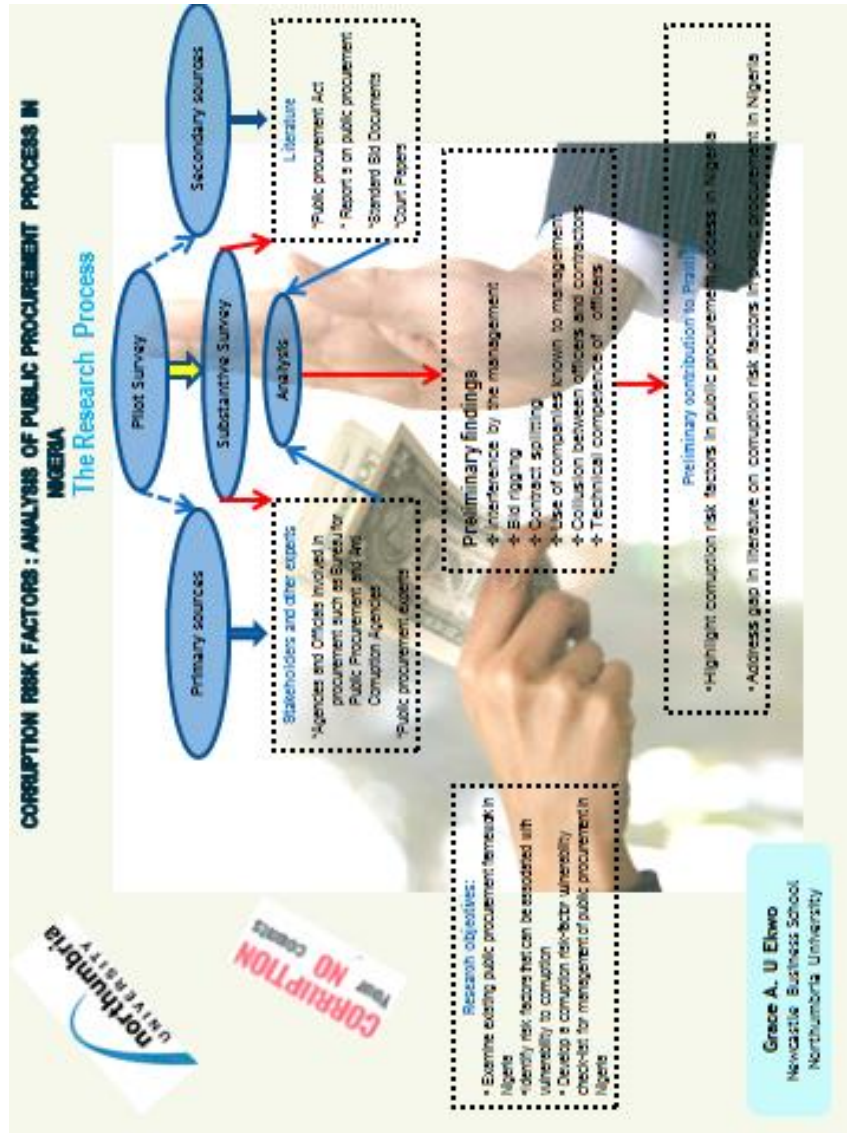 CORRUPTION RISK FACTORS : ANALYSIS OF PUBLIC PROCUREMENT PROCESS IN
NIGERIA
The Research Process
northumbria
UNIVERSITY
CORRUPTION
YOUR NO COUNTS
Pilot Survey
Primary sources
Secondary sources
Substantive Survey
Analysis
Stakeholders and other experts
*Agencies and Officials involved in
procurement such as Bureau for
Public Procurement and Anti
Corruption Agencies
*Public procurement experts
Literature
*Public procurement Act
* Reports on public procurement
*Standard Bid Documents
*Court Papers
Research objectives:
* Examine existing public procurement framework in
Nigeria
*Identify risk factors that can be associated with
vulnerability to corruption
* Develop a corruption risk-factor vulnerability
check-list for management of public procurement in
Nigeria
Preliminary findings
❖ Interference by the management
❖ Bid rigging
❖ Contract splitting
❖ Use of companies known to management
❖ Collusion between officers and contractors
❖ Technical competence of officers
Preliminary contribution to Practice
*Highlight corruption risk factors in public procurement process in Nigeria
*Address gap in literature on corruption risk factors in public procurement in Nigeria
Grace A. U Ekwo
Newcastle Business School
Northumbria University